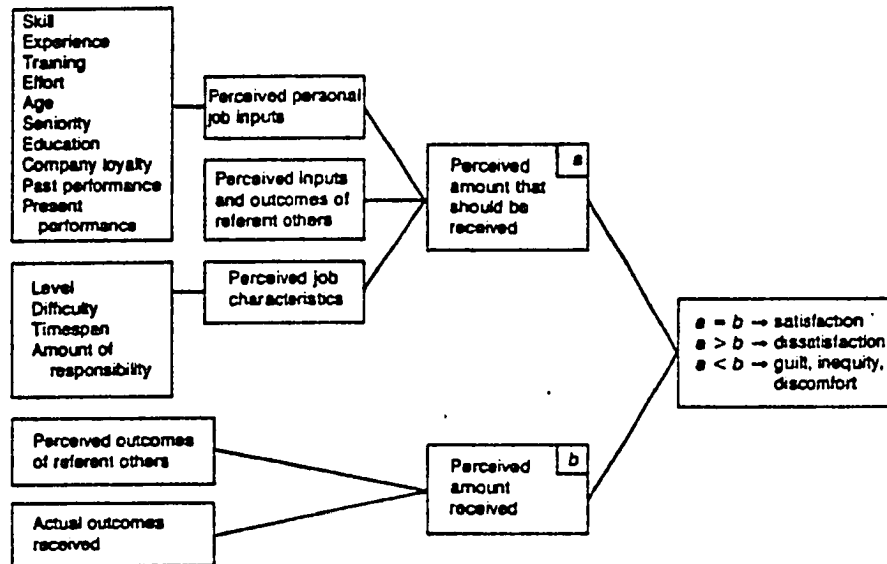 Skill
Experience
Training
Effort
Age
Seniority
Education
Company loyalty
Past performance
Present
performance
Perceived personal
job inputs
Perceived inputs
and outcomes of
referent others
Level
Difficulty
Timespan
Amount of
responsibility
Perceived job
characteristics
a
Perceived
amount that
should be
received
Perceived outcomes
of referent others
Actual outcomes
received
b
Perceived
amount
received
a = b → satisfaction
a > b → dissatisfaction
a < b → guilt, inequity,
discomfort